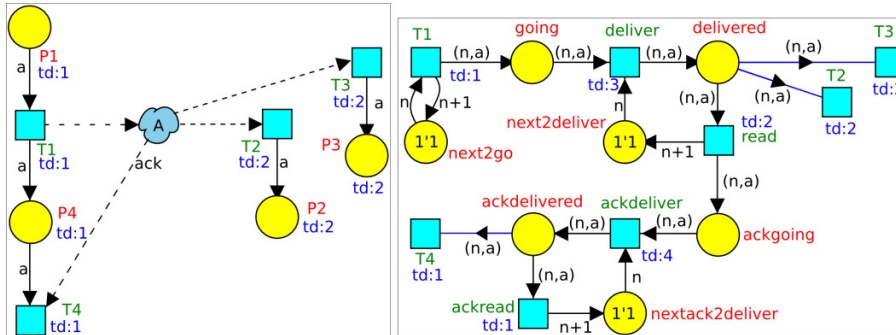 P1
a
td:1
A
T1
td:1
ack
a
P4
td:1
a
T4
td:1
T3
td:2
a
P3
td:2
T2
td:2
a
P2
td:2
going
deliver
delivered
T1
(n,a)
(n,a)
(n,a)
(n,a)
T3
td:1
td:3
(n,a)
T2
td:2
n
n+1
n
(n,a)
td:2
next2deliver
read
1'1
next2go
1'1
n+1
ackdelivered
ackdeliver
(n,a)
(n,a)
(n,a)
ackgoing
T4
td:1
(n,a)
td:4
(n,a)
n
ackread
td:1
n+1
1'1
nextack2deliver